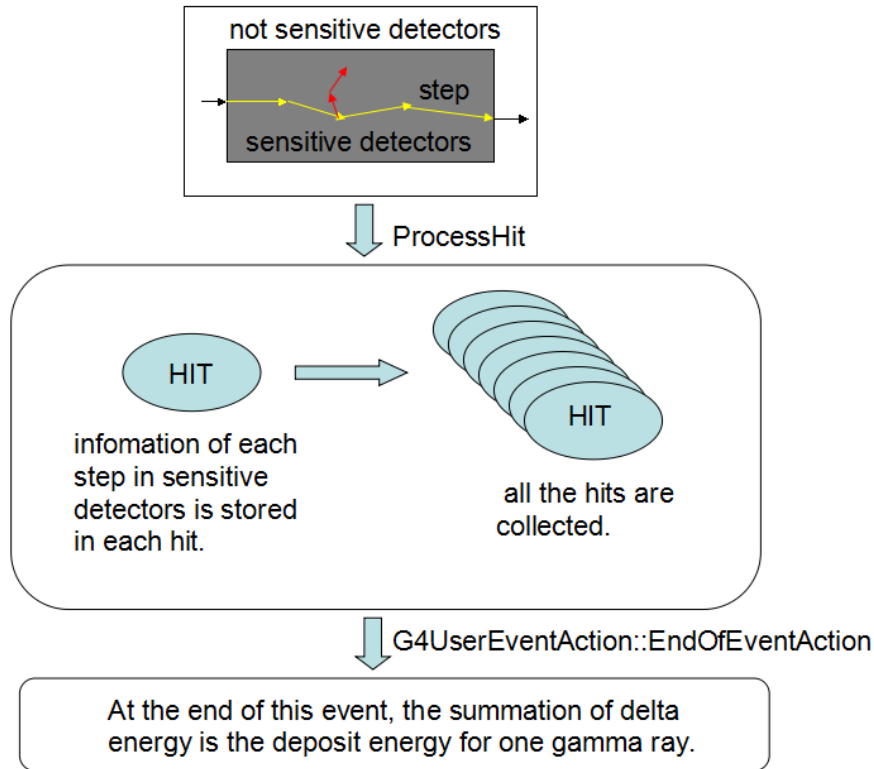 not sensitive detectors
step
sensitive detectors
ProcessHit
HIT
HIT
infomation of each
step in sensitive
detectors is stored
in each hit.
all the hits are
collected.
G4UserEventAction::EndOfEventAction
At the end of this event, the summation of delta
energy is the deposit energy for one gamma ray.